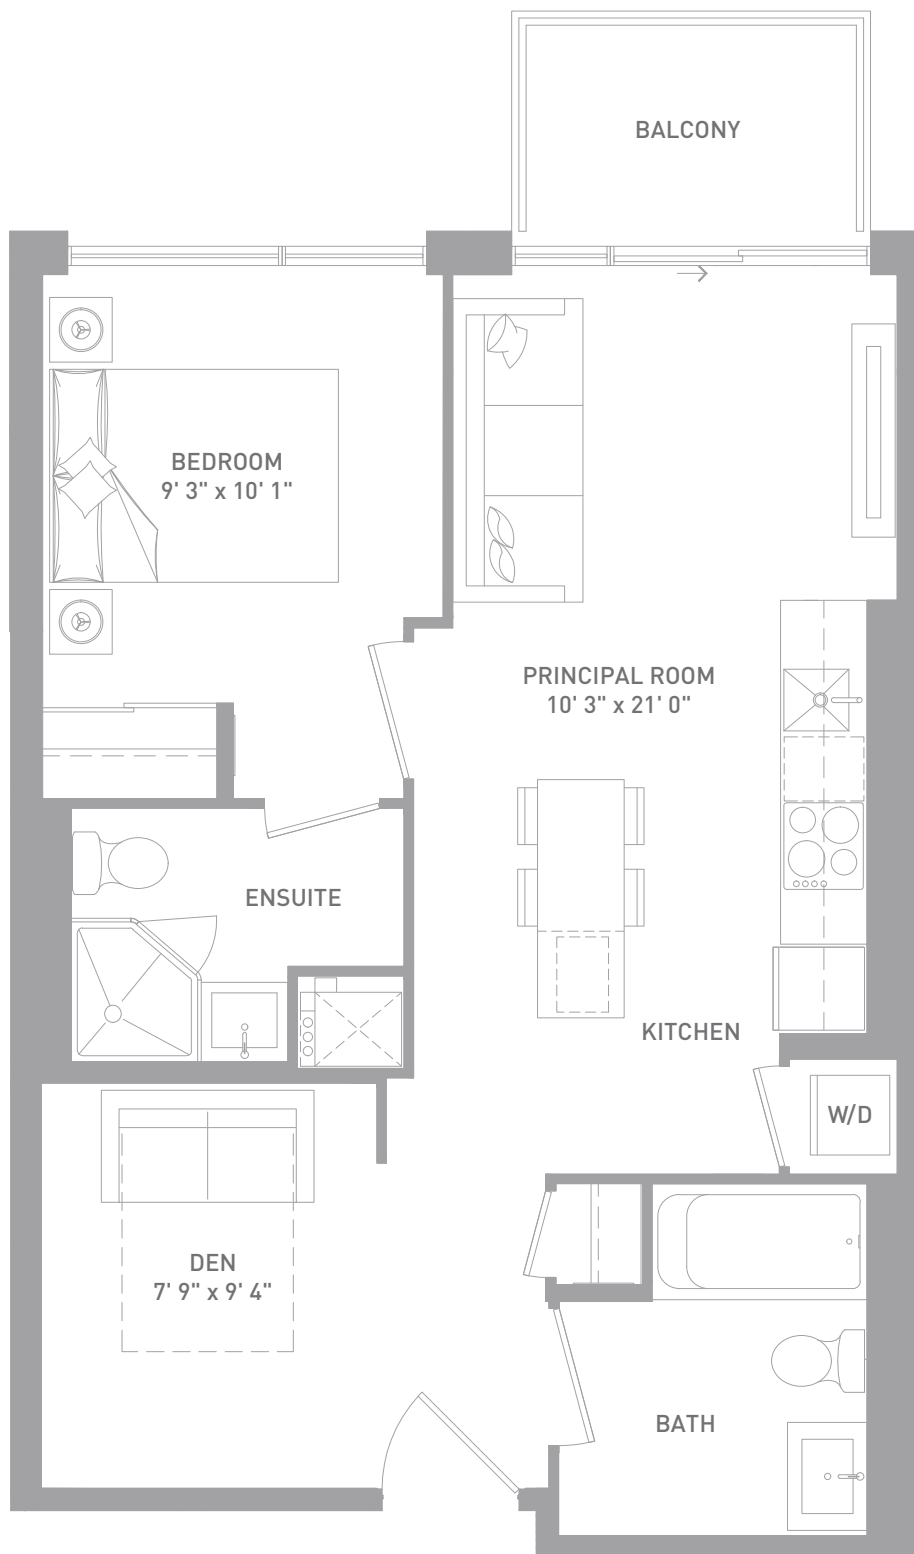 BALCONY
BEDROOM
9' 3" x 10' 1"
PRINCIPAL ROOM
10' 3" x 21' 0"
ENSUITE
KITCHEN
W/D
DEN
7' 9" x 9' 4"
BATH